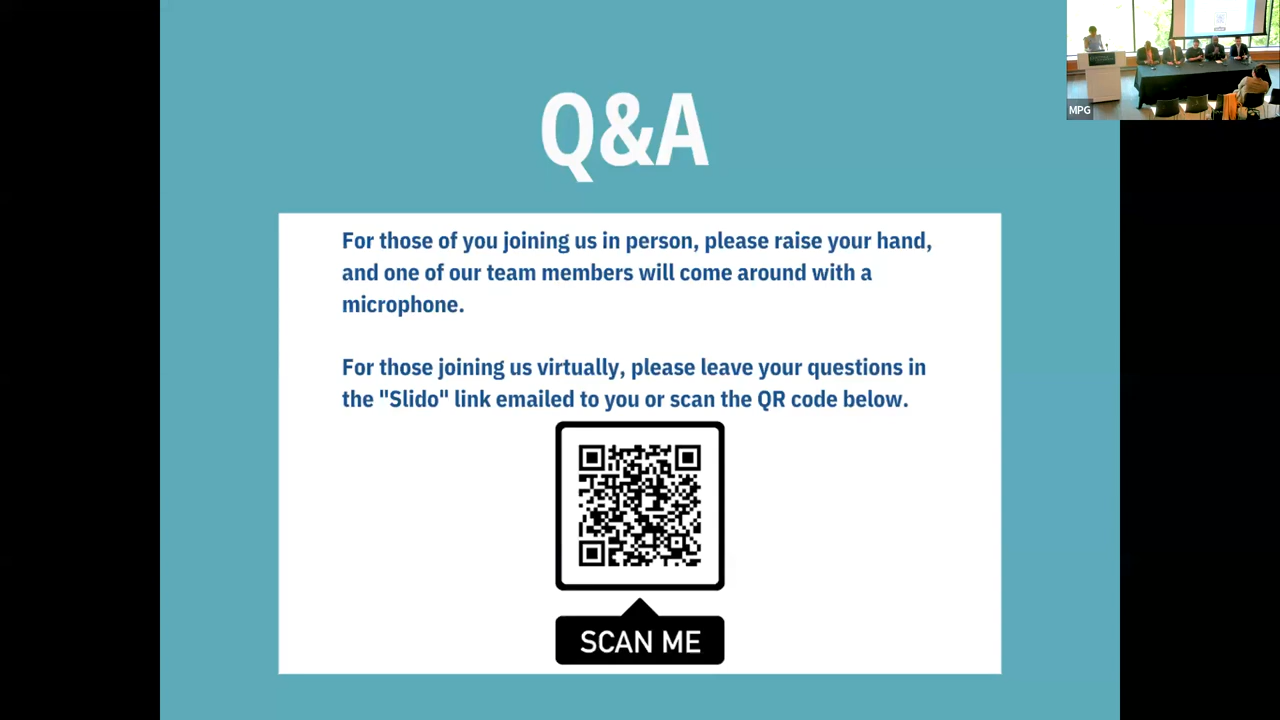 Q&A
For those of you joining us in person, please raise your hand,
and one of our team members will come around with a
microphone.
For those joining us virtually, please leave your questions in
the "Slido" link emailed to you or scan the QR code below.
SCAN ME
MPG